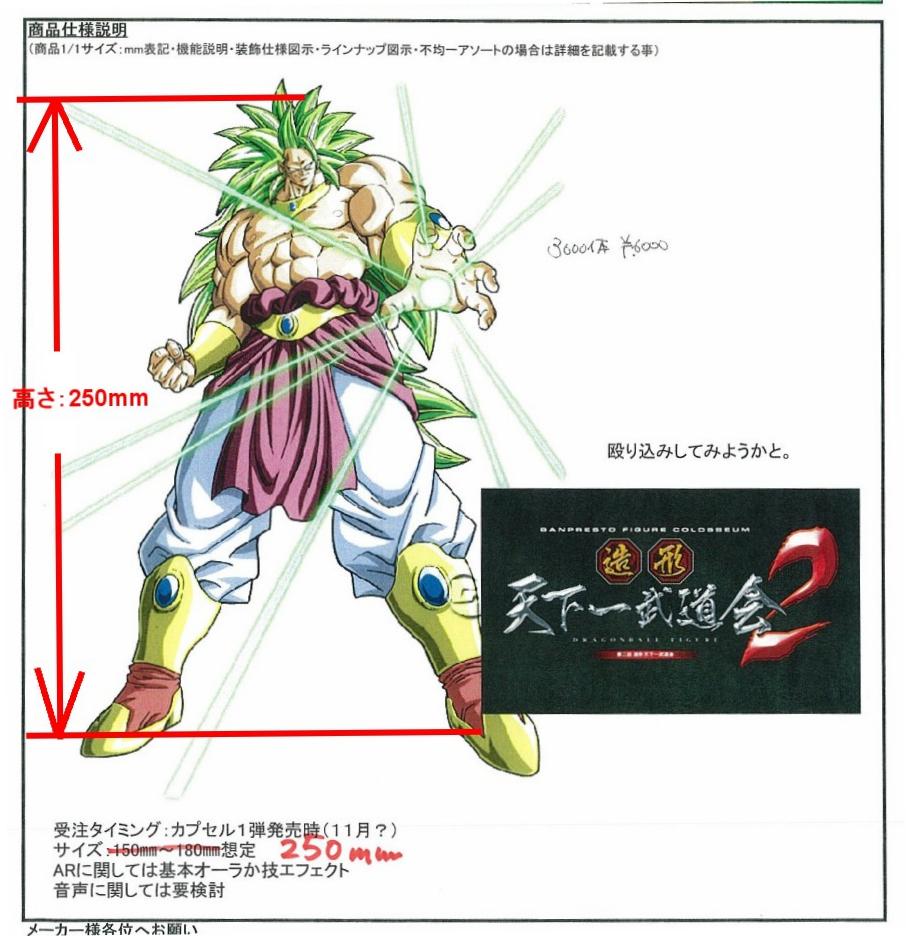 商品仕様説明
(商品1/1サイズ:mm表記・機能説明・装飾仕様図示・ラインナップ図示・不均一アソートの場合は詳細を記載する事)
3600体 ¥6000
高さ:250mm
殴り込みしてみようかと。
BANPRESTO FIGURE COLOSSEUM
造形
天下一武道会2
DRAGONBALL FIGURE
受注タイミング:カプセル1弾発売時(11月?)
サイズ:150mm~180mm想定 250mm
ARに関しては基本オーラか技エフェクト
音声に関しては要検討
メーカー様各位へお願い